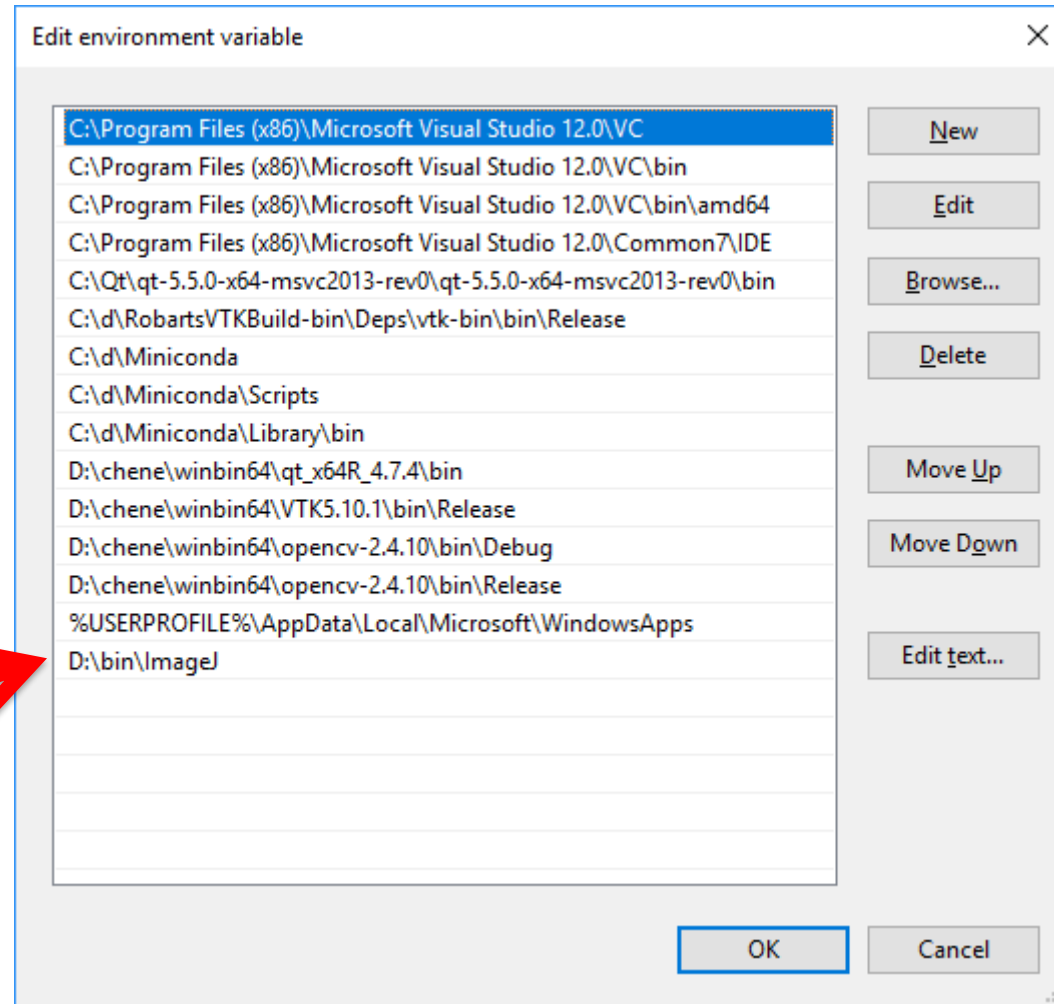 Edit environment variable
C:\Program Files (x86)\Microsoft Visual Studio 12.0\VC
C:\Program Files (x86)\Microsoft Visual Studio 12.0\VC\bin
C:\Program Files (x86)\Microsoft Visual Studio 12.0\VC\bin\amd64
C:\Program Files (x86)\Microsoft Visual Studio 12.0\Common7\IDE
C:\Qt\qt-5.5.0-x64-msvc2013-rev0\qt-5.5.0-x64-msvc2013-rev0\bin
C:\d\RobartsVTKBuild-bin\Deps\vtk-bin\bin\Release
C:\d\Miniconda
C:\d\Miniconda\Scripts
C:\d\Miniconda\Library\bin
D:\chene\winbin64\qt_x64R_4.7.4\bin
D:\chene\winbin64\VTK5.10.1\bin\Release
D:\chene\winbin64\opencv-2.4.10\bin\Debug
D:\chene\winbin64\opencv-2.4.10\bin\Release
%USERPROFILE%\AppData\Local\Microsoft\WindowsApps
D:\bin\ImageJ
New
Edit
Browse...
Delete
Move Up
Move Down
Edit text...
OK
Cancel